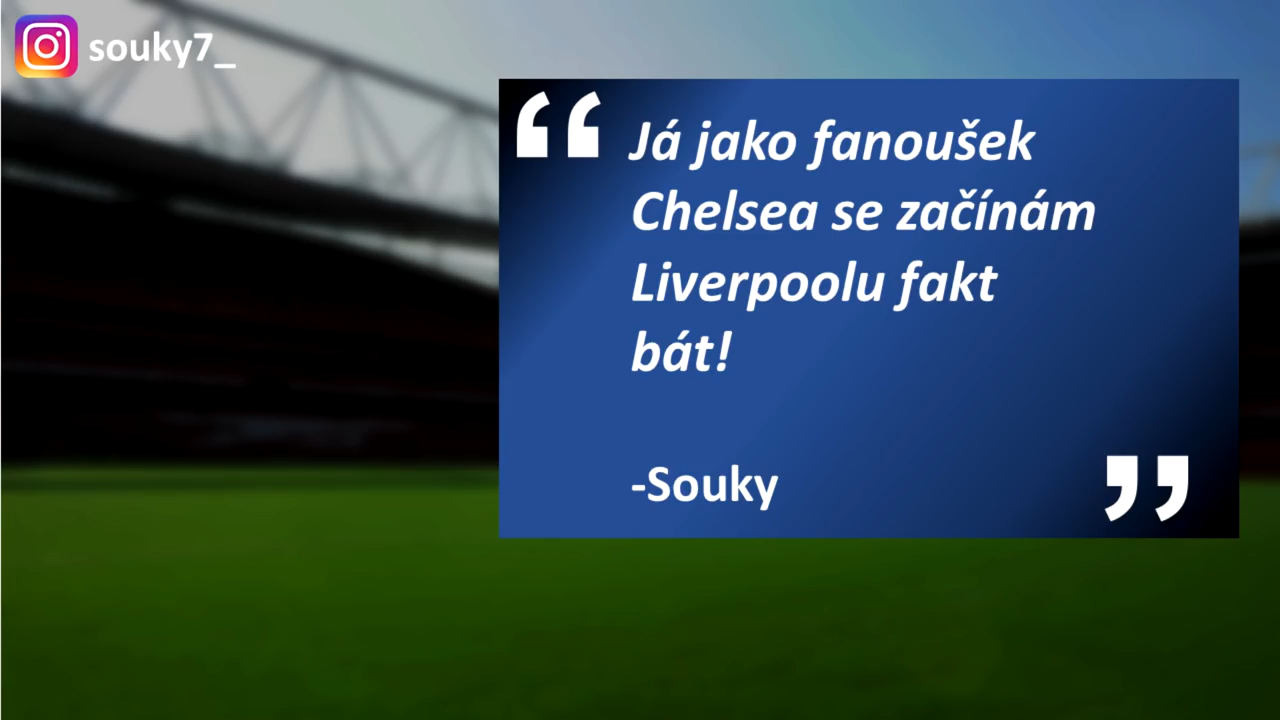 souky7_
“ Já jako fanoušek
Chelsea se začínám
Liverpoolu fakt
bát!
-Souky ”